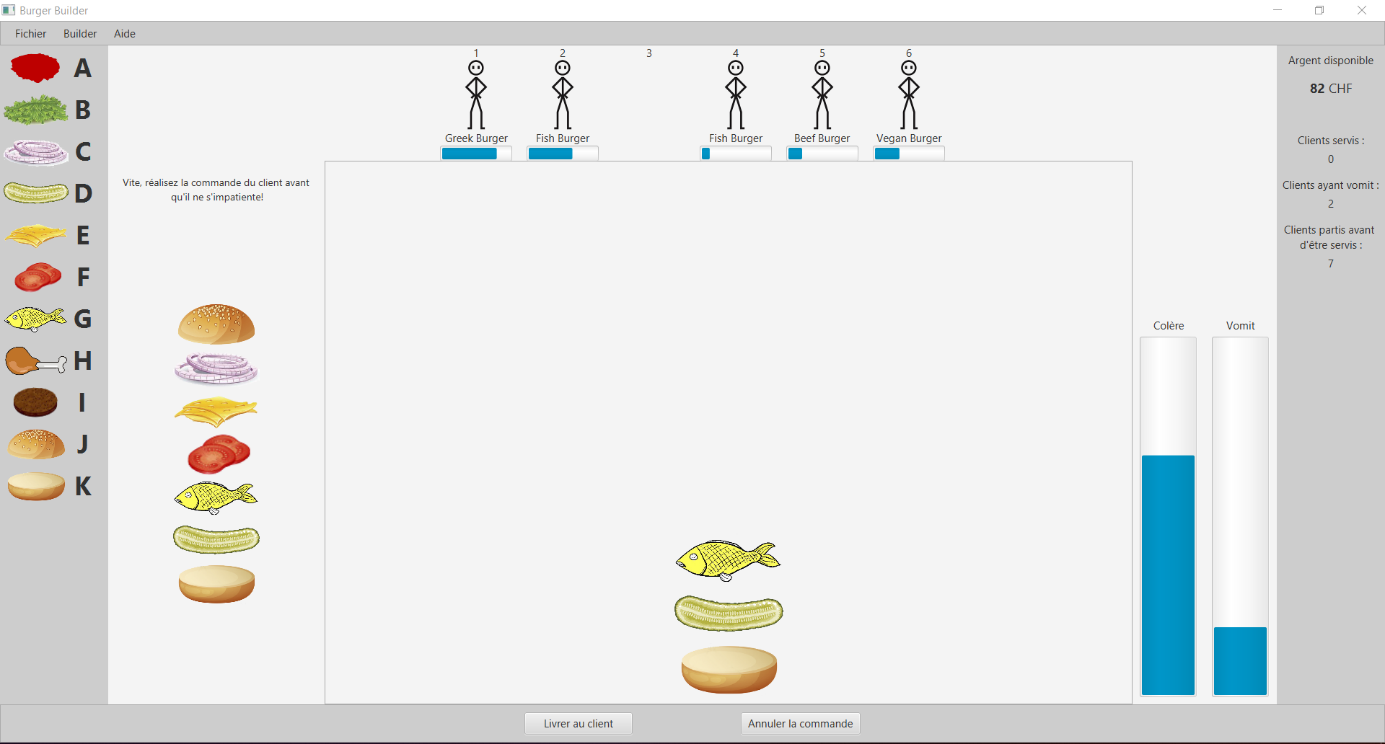 Burger Builder
Fichier Builder Aide
A
B
C
D
E
F
G
H
I
J
K
Vite, réalisez la commande du client avant
qu'il ne s'impatiente!
1 2 3 4 5 6
Greek Burger Fish Burger Fish Burger Beef Burger Vegan Burger
Colère Vomit
Argent disponible
82 CHF
Clients servis :
0
Clients ayant vomit :
2
Clients partis avant
d'être servis :
7
Livrer au client Annuler la commande